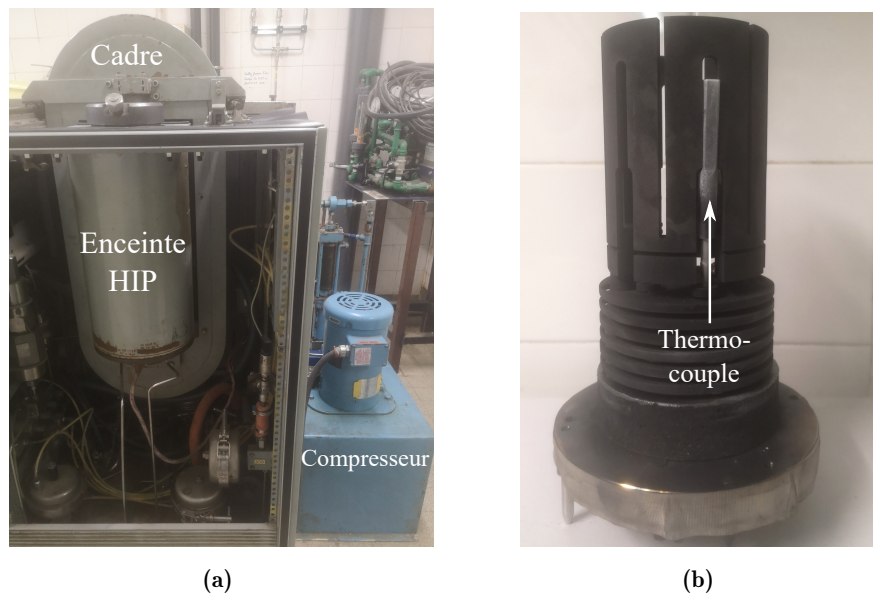 Cadre
Enceinte
HIP
Compresseur
Thermo-
couple
(a)
(b)